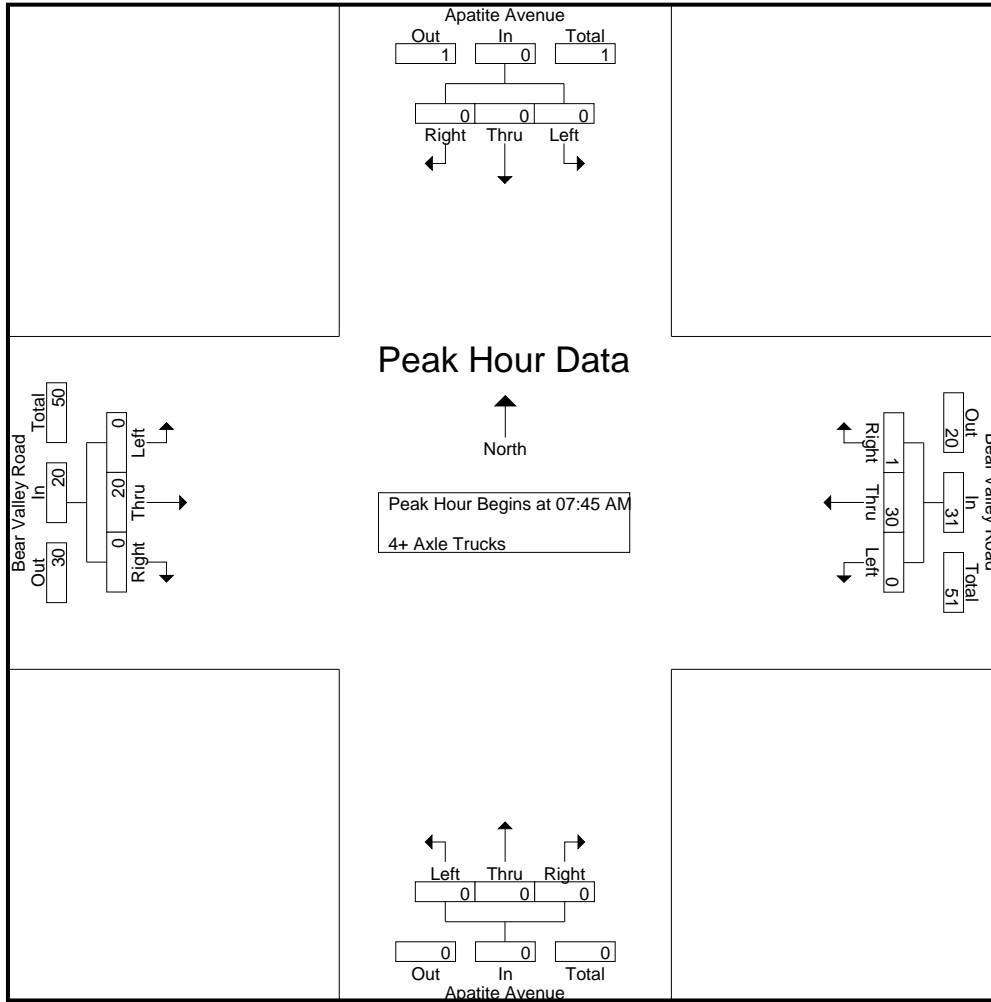 Apatite Avenue
Out In Total
1 0 1
0 0 0
Right Thru Left
Peak Hour Data
North
Peak Hour Begins at 07:45 AM
4+ Axle Trucks
Bear Valley Road
Out In Total
30 20 50
0 20 0
Left Thru Right
Bear Valley Road
Out In Total
20 31 51
1 30 0
Right Thru Left
Left Thru Right
0 0 0
0 0 0
Out In Total
Apatite Avenue